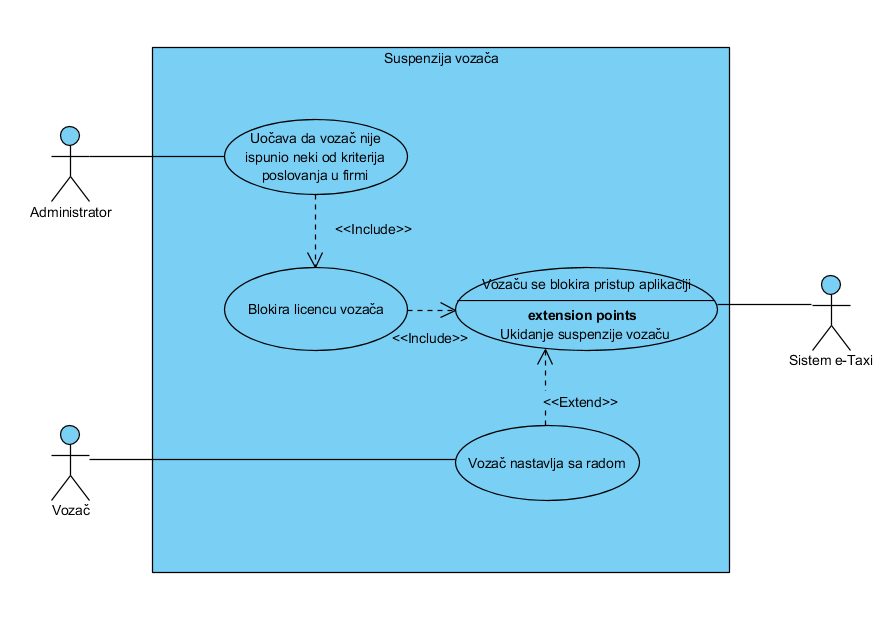 Suspenzija vozača
Uočava da vozač nije
ispunio neki od kriterija
poslovanja u firmi
Administrator
<<Include>>
Blokira licencu vozača
<<Include>>
Vozaču se blokira pristup aplikaciji
extension points
Ukidanje suspenzije vozaču
Sistem e-Taxi
<<Extend>>
Vozač nastavlja sa radom
Vozač